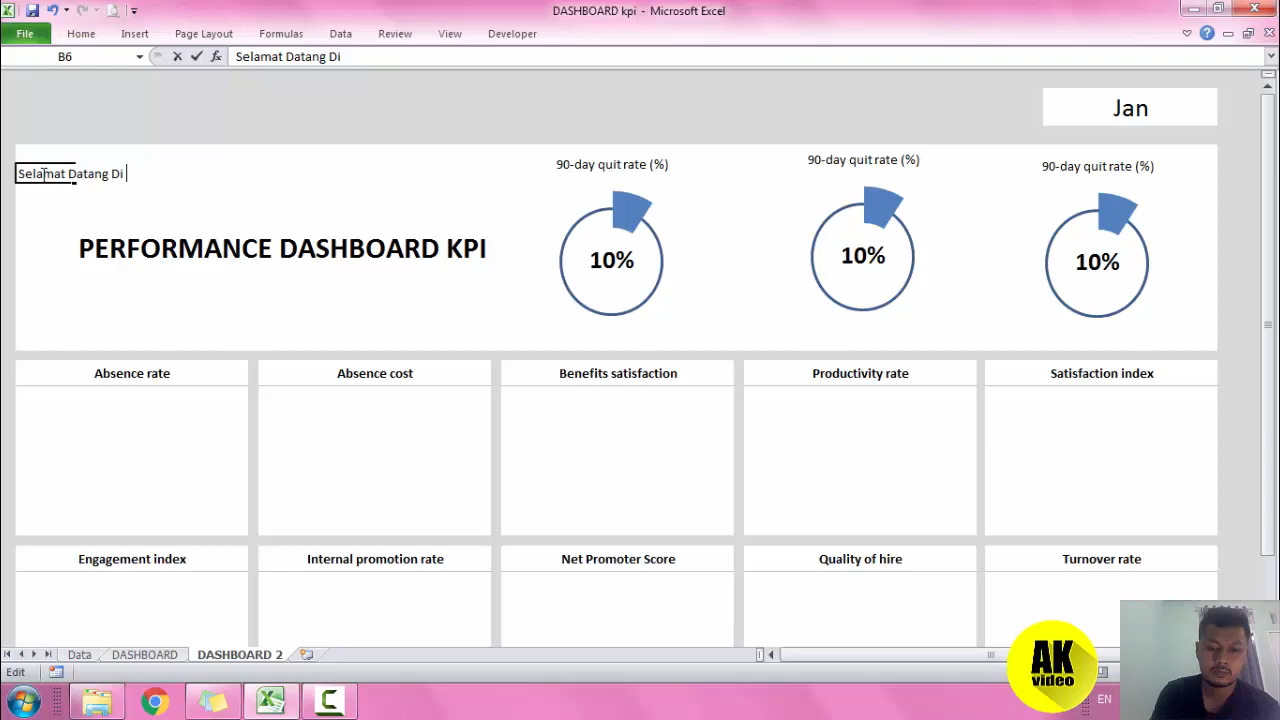 DASHBOARD kpi - Microsoft Excel
File Home Insert Page Layout Formulas Data Review View Developer
B6 fx Selamat Datang Di
Jan
Selamat Datang Di
90-day quit rate (%) 90-day quit rate (%) 90-day quit rate (%)
PERFORMANCE DASHBOARD KPI
10% 10% 10%
Absence rate Absence cost Benefits satisfaction Productivity rate Satisfaction index
Engagement index Internal promotion rate Net Promoter Score Quality of hire Turnover rate
Data DASHBOARD DASHBOARD 2
Edit
AK
video
EN